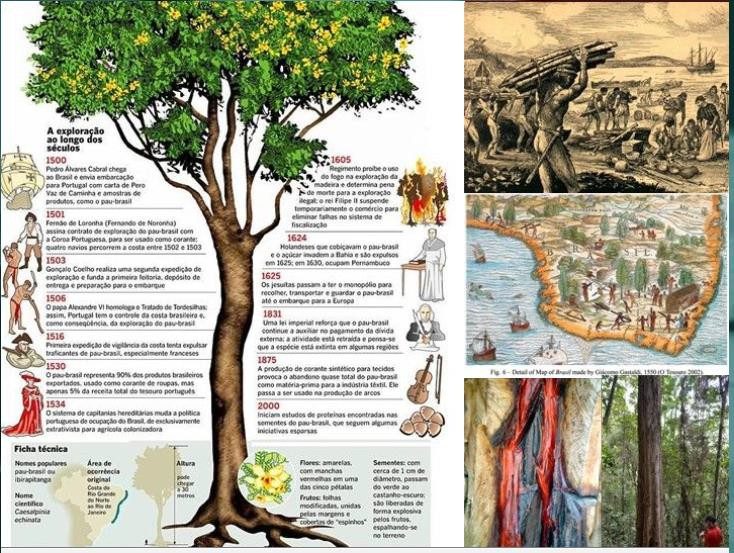 A exploração
ao longo dos
séculos
1500
Pedro Álvares Cabral chega
ao Brasil e envia embarcação
para Portugal com carta de Pero
Vaz de Caminha e amostras de
produtos, como o pau-brasil
1501
Fernão de Loronha (Fernando de Noronha)
assina contrato de exploração do pau-brasil com
a Coroa Portuguesa, para ser usado como corante;
quatro navios percorrem a costa entre 1502 e 1503
1503
Gonçalo Coelho realiza uma segunda expedição de
exploração e funda a primeira feitoria, depósito de
entrega e preparação para o embarque
1506
O papa Alexandre VI homologa o Tratado de Tordesilhas;
assim, Portugal tem o controle da costa brasileira e,
como conseqüência, da exploração do pau-brasil
1516
Primeira expedição de vigilância da costa tenta expulsar
traficantes de pau-brasil, especialmente franceses
1530
O pau-brasil representa 90% dos produtos brasileiros
exportados, usado como corante de roupas, mas
apenas 5% da receita total do tesouro português
1534
O sistema de capitanias hereditárias muda a política
portuguesa de ocupação do Brasil, de exclusivamente
extrativista para agrícola colonizadora
1605
Regimento proíbe o uso
do fogo na exploração da
madeira e determina pena
de morte para a exploração
ilegal; o rei Filipe II suspende
temporariamente o comércio para
eliminar falhas no sistema de
fiscalização
1624
Holandeses que cobiçavam o pau-brasil
e o açúcar invadem a Bahia e são expulsos
em 1625; em 1630, ocupam Pernambuco
1625
Os jesuítas passam a ter o monopólio para
recolher, transportar e guardar o pau-brasil
até o embarque para a Europa
1831
Uma lei imperial reforça que o pau-brasil
continue a auxiliar no pagamento da dívida
externa; a atividade está retraída e pensa-se
que a espécie está extinta em algumas regiões
1875
A produção de corante sintético para tecidos
provoca o abandono quase total do pau-brasil
como matéria-prima para a indústria têxtil. Ele
passa a ser usado na produção de arcos
2000
Iniciam estudos de proteínas encontradas nas
sementes do pau-brasil, que seguem algumas
iniciativas esparsas
Ficha técnica
Nomes populares
pau-brasil ou
ibirapitanga
Nome
científico
Caesalpinia
echinata
Área de
ocorrência
original
Costa do
Rio Grande
do Norte
ao Rio de
Janeiro
Altura
pode
chegar a
30
metros
Flores: amarelas,
com manchas
vermelhas em uma
das cinco pétalas
Frutos: folhas
modificadas, unidas
pelas margens e
cobertas de "espinhos"
Sementes: com
cerca de 1 cm de
diâmetro, passam
do verde ao
castanho-escuro;
são liberadas de
forma explosiva
pelos frutos,
espalhando-se
no terreno
Fig. 6 – Detail of Map of Brasil made by Giácomo Gastaldi, 1550 (O Tesouro 2002).